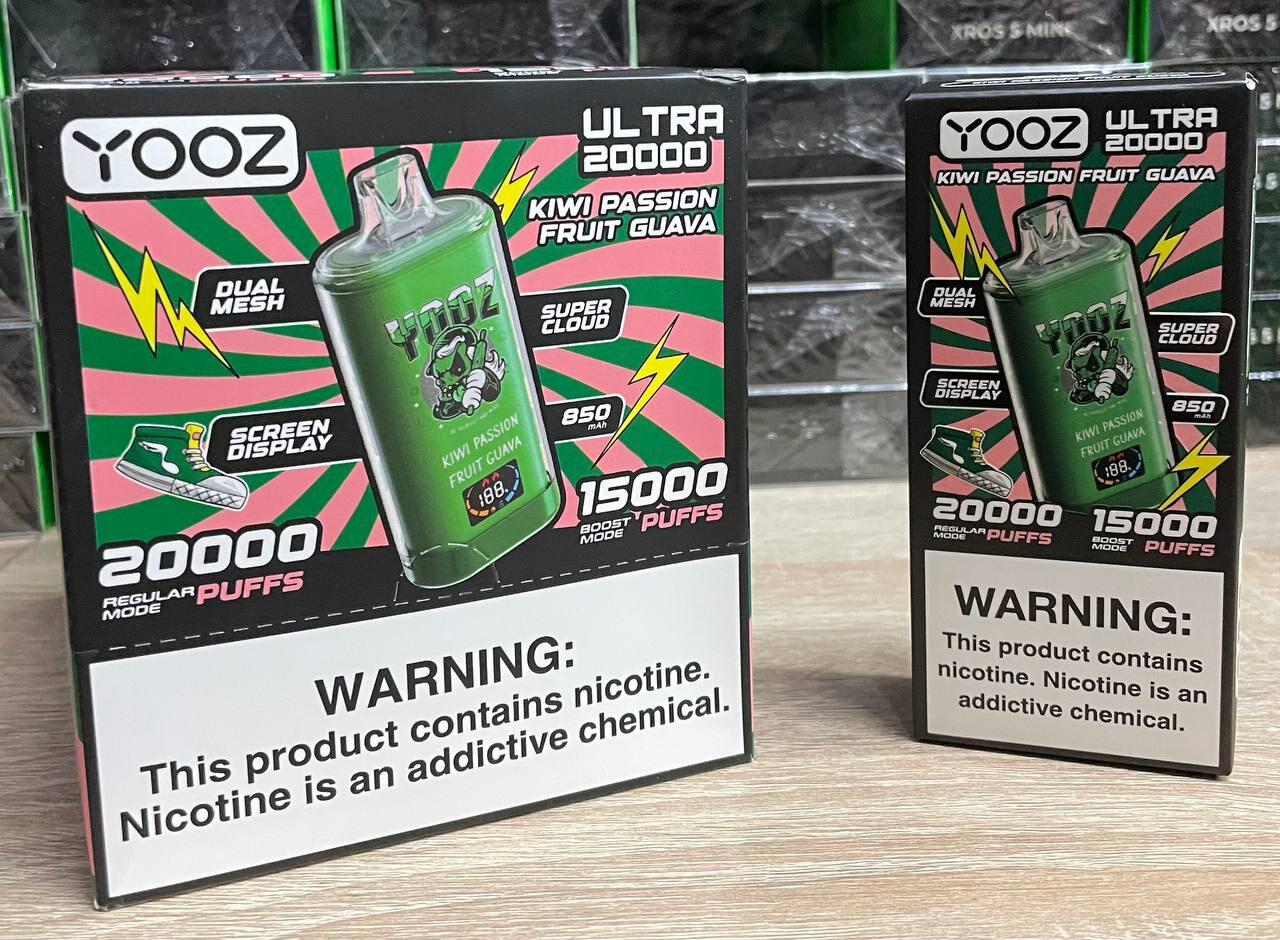 XROS 5 MINI
XROS 5
YOOZ
ULTRA
20000
KIWI PASSION
FRUIT GUAVA
DUAL
MESH
SUPER
CLOUD
YOOZ
SCREEN
DISPLAY
850
mAh
KIWI PASSION
FRUIT GUAVA
188
15000
BOOST
MODE
PUFFS
20000
REGULAR
MODE
PUFFS
WARNING:
This product contains nicotine.
Nicotine is an addictive chemical.
YOOZ
ULTRA
20000
KIWI PASSION FRUIT GUAVA
DUAL
MESH
SUPER
CLOUD
YOOZ
SCREEN
DISPLAY
850
mAh
KIWI PASSION
FRUIT GUAVA
188
20000
REGULAR
MODE
PUFFS
15000
BOOST
MODE
PUFFS
WARNING:
This product contains
nicotine. Nicotine is an
addictive chemical.